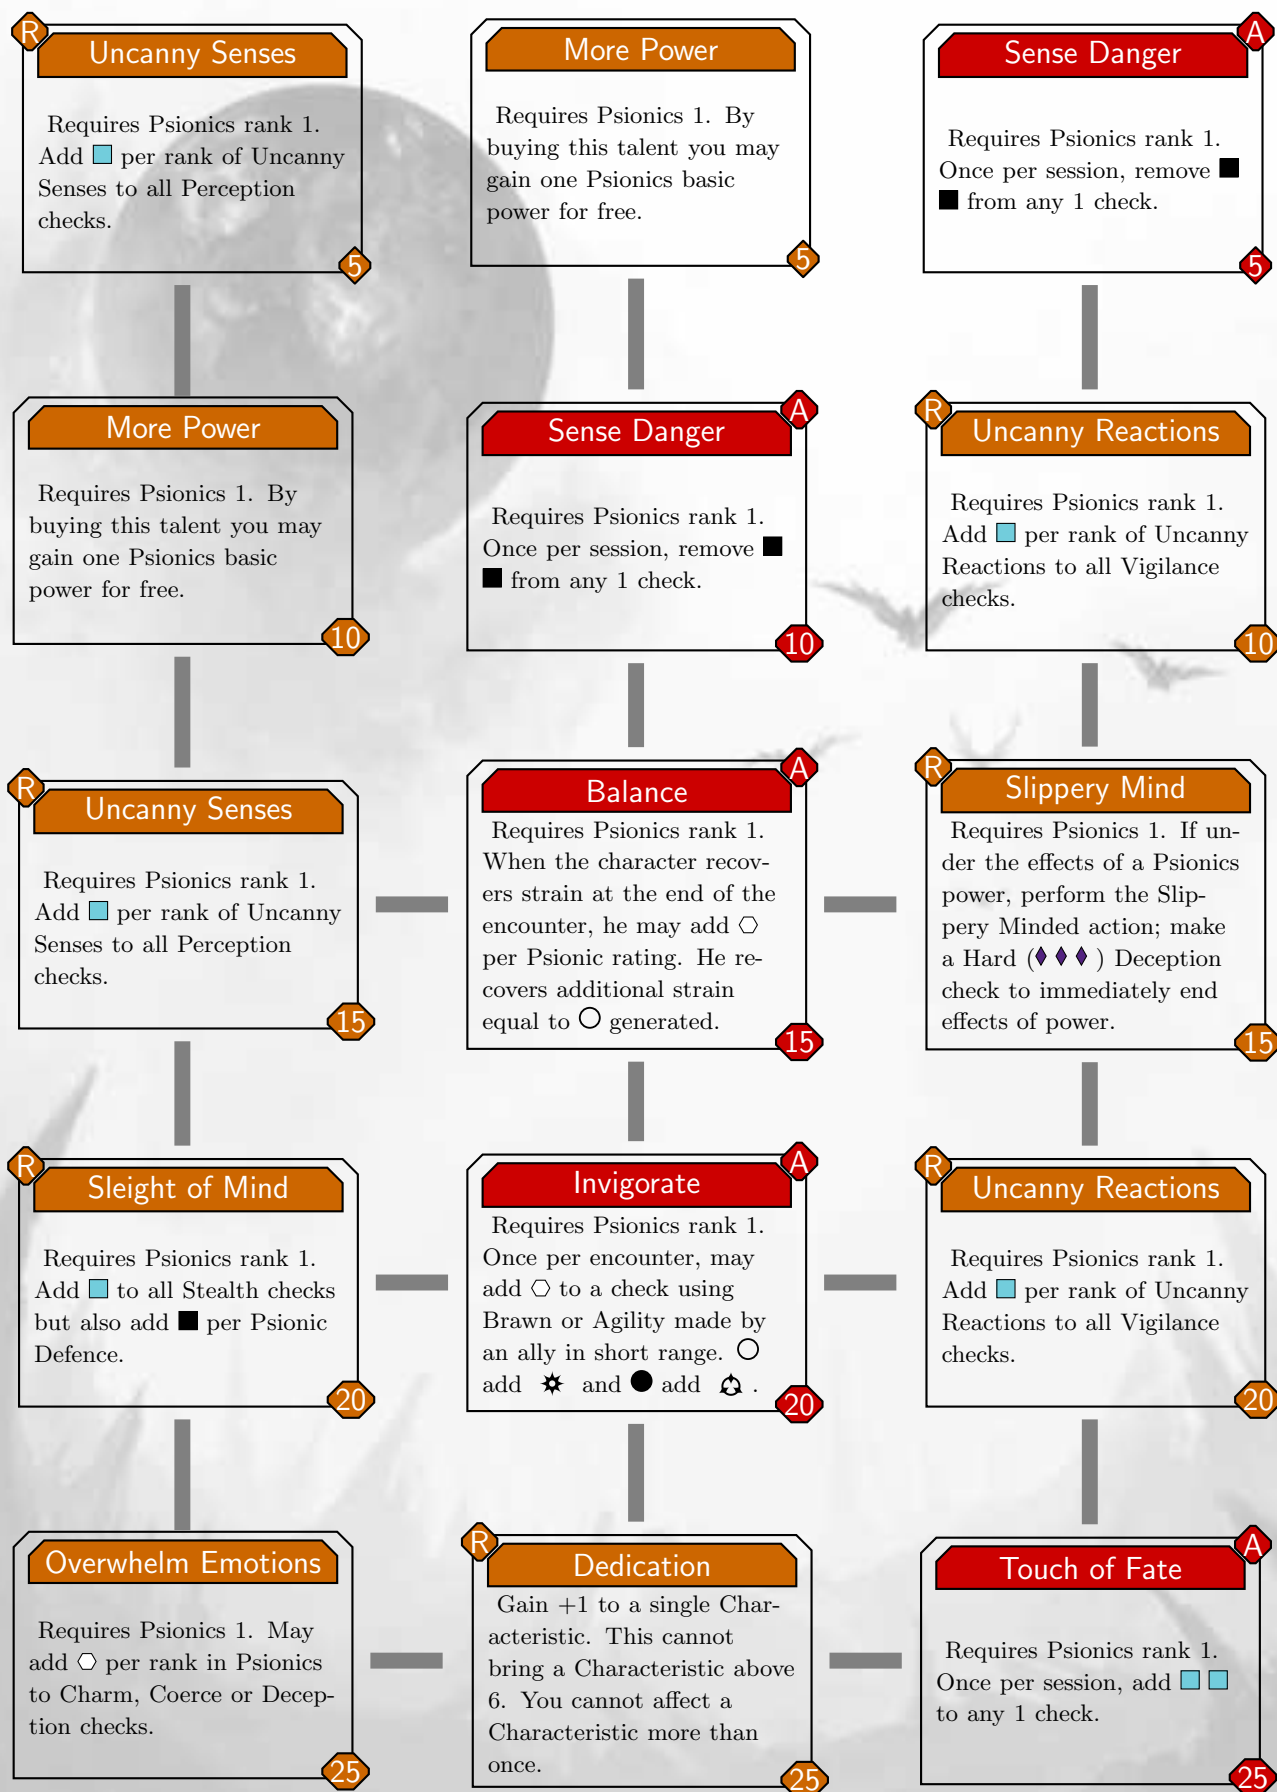 R
Uncanny Senses
Requires Psionics rank 1.
Add per rank of Uncanny
Senses to all Perception
checks.
5
More Power
Requires Psionics 1. By
buying this talent you may
gain one Psionics basic
power for free.
5
A
Sense Danger
Requires Psionics rank 1.
Once per session, remove
from any 1 check.
5
More Power
Requires Psionics 1. By
buying this talent you may
gain one Psionics basic
power for free.
10
A
Sense Danger
Requires Psionics rank 1.
Once per session, remove
from any 1 check.
10
R
Uncanny Reactions
Requires Psionics rank 1.
Add per rank of Uncanny
Reactions to all Vigilance
checks.
10
R
Uncanny Senses
Requires Psionics rank 1.
Add per rank of Uncanny
Senses to all Perception
checks.
15
A
Balance
Requires Psionics rank 1.
When the character recov-
ers strain at the end of the
encounter, he may add
per Psionic rating. He re-
covers additional strain
equal to generated.
15
R
Slippery Mind
Requires Psionics 1. If un-
der the effects of a Psionics
power, perform the Slip-
pery Minded action; make
a Hard ( ) Deception
check to immediately end
effects of power.
15
R
Sleight of Mind
Requires Psionics rank 1.
Add to all Stealth checks
but also add per Psionic
Defence.
20
A
Invigorate
Requires Psionics rank 1.
Once per encounter, may
add to a check using
Brawn or Agility made by
an ally in short range.
add and add .
20
R
Uncanny Reactions
Requires Psionics rank 1.
Add per rank of Uncanny
Reactions to all Vigilance
checks.
20
Overwhelm Emotions
Requires Psionics 1. May
add per rank in Psionics
to Charm, Coerce or Decep-
tion checks.
25
R
Dedication
Gain +1 to a single Char-
acteristic. This cannot
bring a Characteristic above
6. You cannot affect a
Characteristic more than
once.
25
A
Touch of Fate
Requires Psionics rank 1.
Once per session, add
to any 1 check.
25